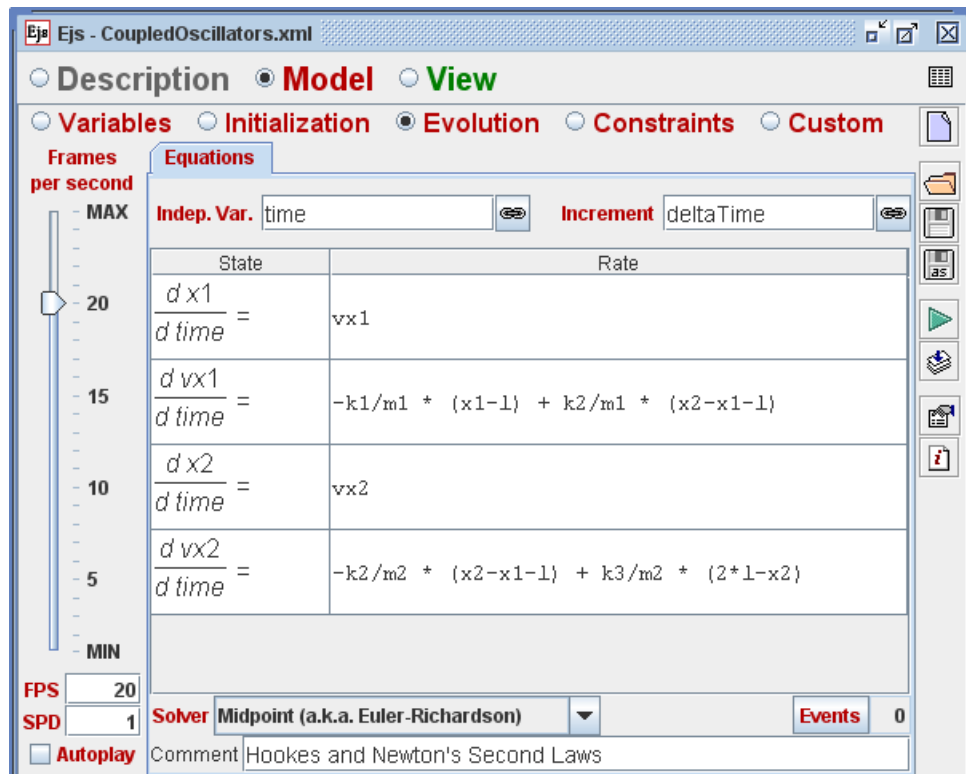 Ejs Ejs - CoupledOscillators.xml
Description Model View
Variables Initialization Evolution Constraints Custom
Frames
per second
MAX
20
15
10
5
MIN
FPS 20
SPD 1
Autoplay
Equations
Indep. Var. time Increment deltaTime
State Rate
d x1
d time = vx1
d vx1
d time = -k1/m1 * (x1-l) + k2/m1 * (x2-x1-l)
d x2
d time = vx2
d vx2
d time = -k2/m2 * (x2-x1-l) + k3/m2 * (2*l-x2)
Solver Midpoint (a.k.a. Euler-Richardson) Events 0
Comment Hookes and Newton's Second Laws
as
i